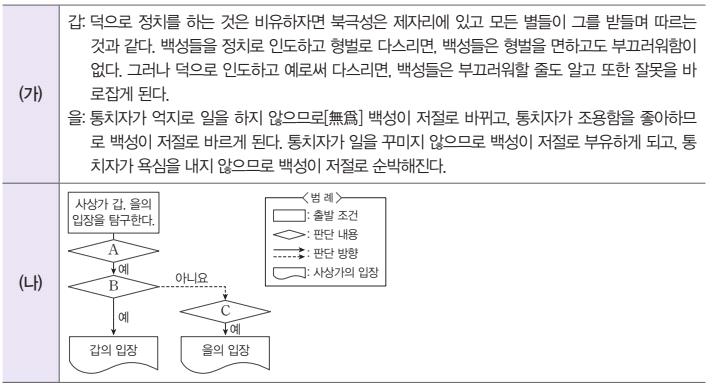 (가)
갑: 덕으로 정치를 하는 것은 비유하자면 북극성은 제자리에 있고 모든 별들이 그를 받들며 따르는
것과 같다. 백성들을 정치로 인도하고 형벌로 다스리면, 백성들은 형벌을 면하고도 부끄러워함이
없다. 그러나 덕으로 인도하고 예로써 다스리면, 백성들은 부끄러워할 줄도 알고 또한 잘못을 바
로잡게 된다.
을: 통치자가 억지로 일을 하지 않으므로[無爲] 백성이 저절로 바뀌고, 통치자가 조용함을 좋아하므
로 백성이 저절로 바르게 된다. 통치자가 일을 꾸미지 않으므로 백성이 저절로 부유하게 되고, 통
치자가 욕심을 내지 않으므로 백성이 저절로 순박해진다.
(나)
사상가 갑, 을의
입장을 탐구한다.
A
예
B
아니요
예
C
예
갑의 입장
을의 입장
<범 례>
: 출발 조건
: 판단 내용
: 판단 방향
: 사상가의 입장